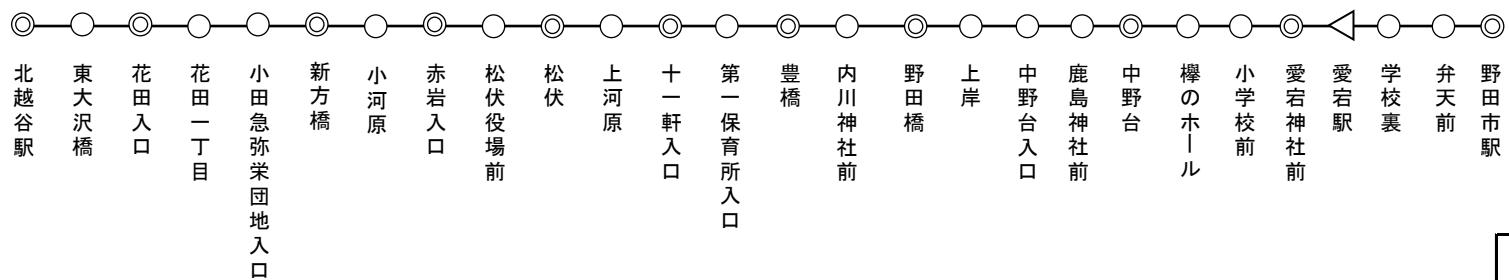 北越谷駅
東大沢橋
花田入口
花田一丁目
小田急弥栄団地入口
新方橋
小河原
赤岩入口
松伏役場前
松伏
上河原
十一軒入口
第一保育所入口
豊橋
内川神社前
野田橋
上岸
中野台入口
鹿島神社前
中野台
欅のホール
小学校前
愛宕神社前
愛宕駅
学校裏
弁天前
野田市駅